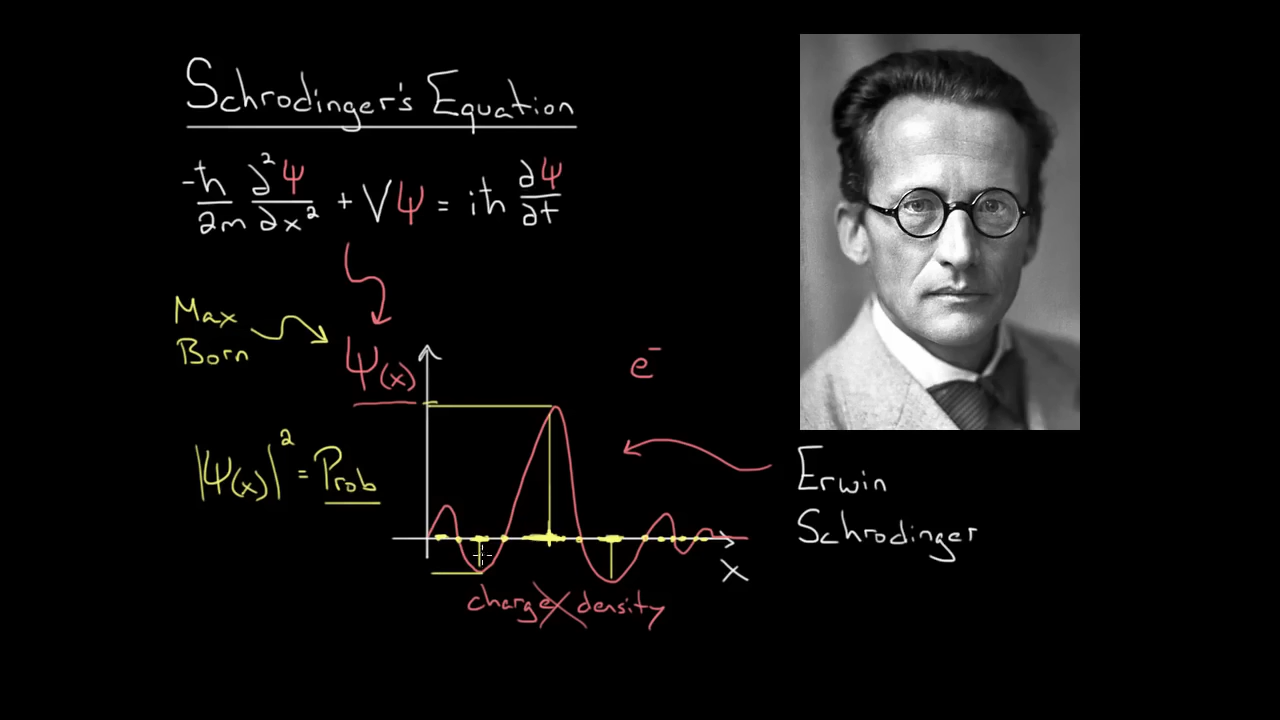 Schrodinger's Equation
-ħ/2m ∂²Ψ/∂x² + VΨ = iħ ∂Ψ/∂t
Max
Born
Ψ(x)
e⁻
|Ψ(x)|² = Prob
Erwin
Schrodinger
x
charge density